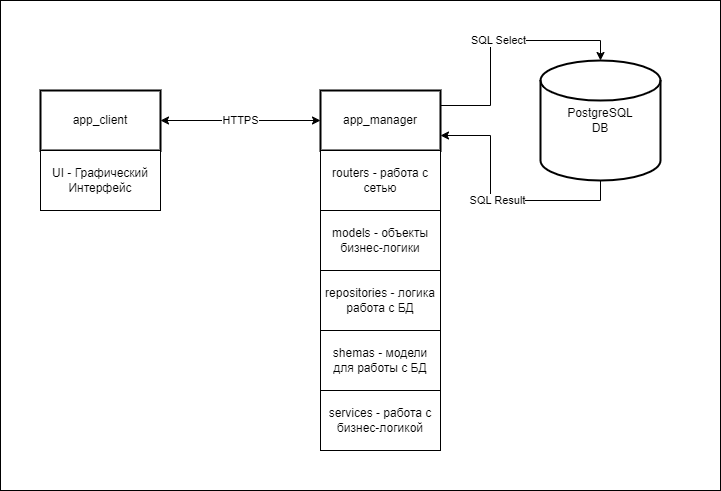 SQL Select
app_client
HTTPS
app_manager
PostgreSQL
DB
UI - Графический
Интерфейс
routers - работа с
сетью
SQL Result
models - объекты
бизнес-логики
repositories - логика
работа с БД
shemas - модели
для работы с БД
services - работа с
бизнес-логикой